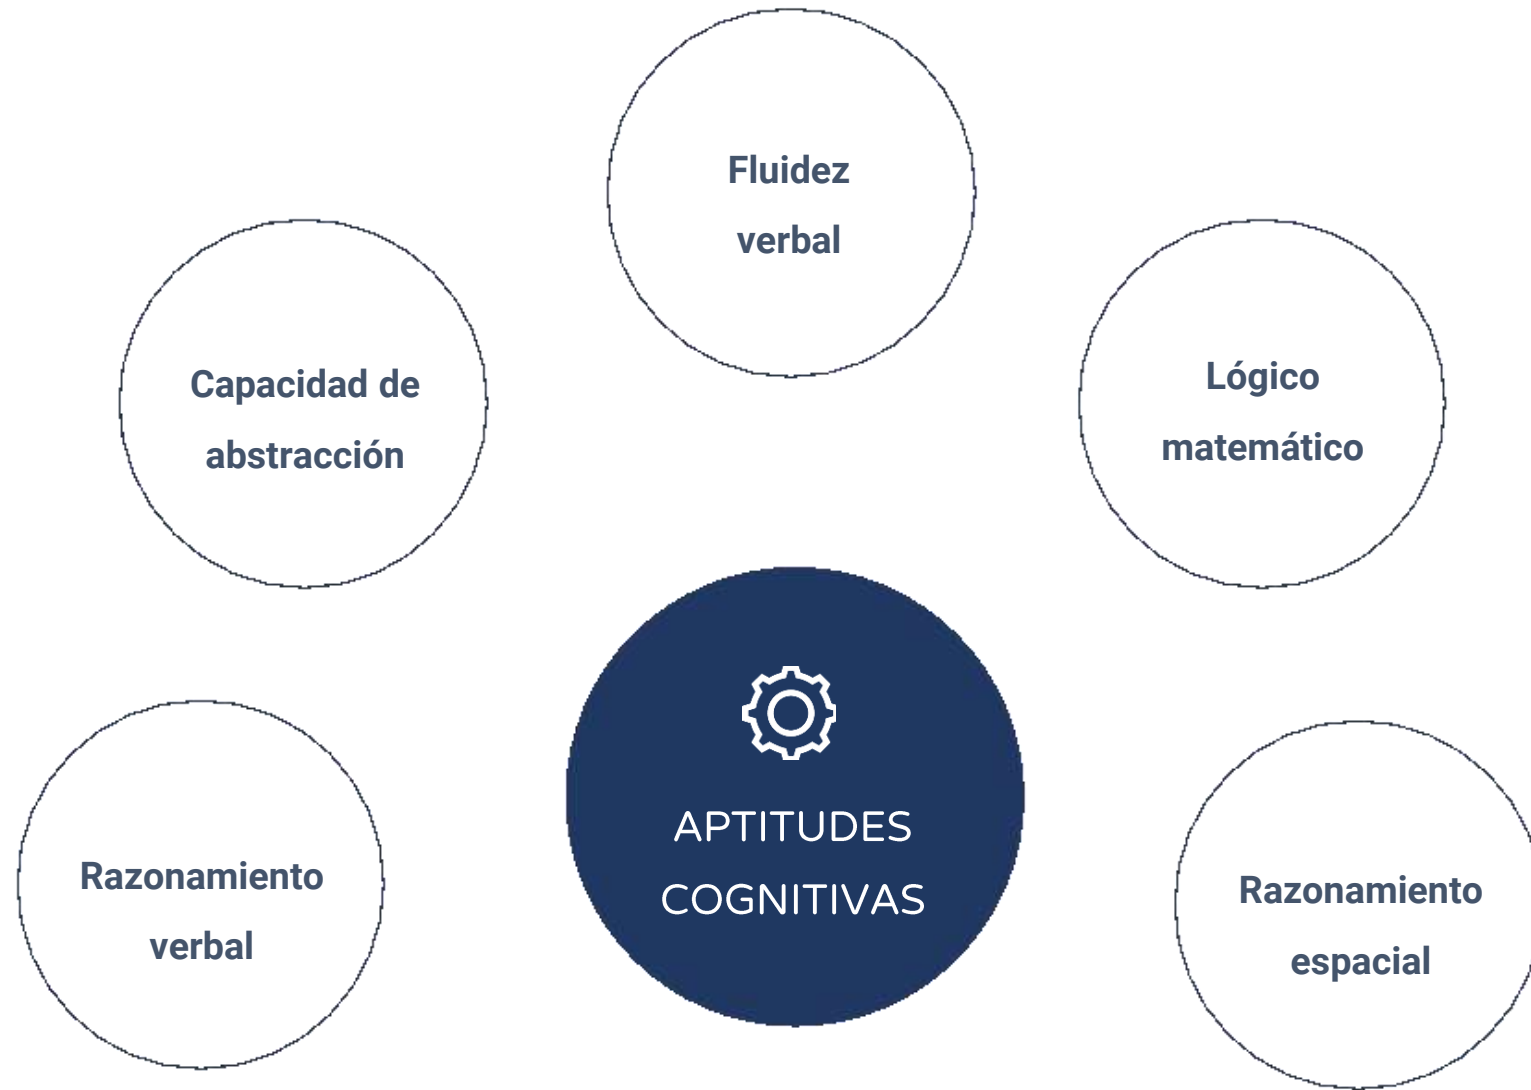 Fluidez
verbal
Capacidad de
abstracción
Lógico
matemático
APTITUDES
COGNITIVAS
Razonamiento
verbal
Razonamiento
espacial